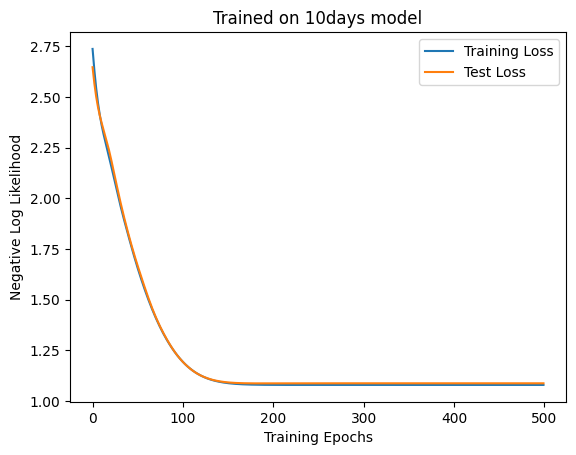 Trained on 10days model
Training Loss
Test Loss
Negative Log Likelihood
2.75
2.50
2.25
2.00
1.75
1.50
1.25
1.00
0
100
200
300
400
500
Training Epochs